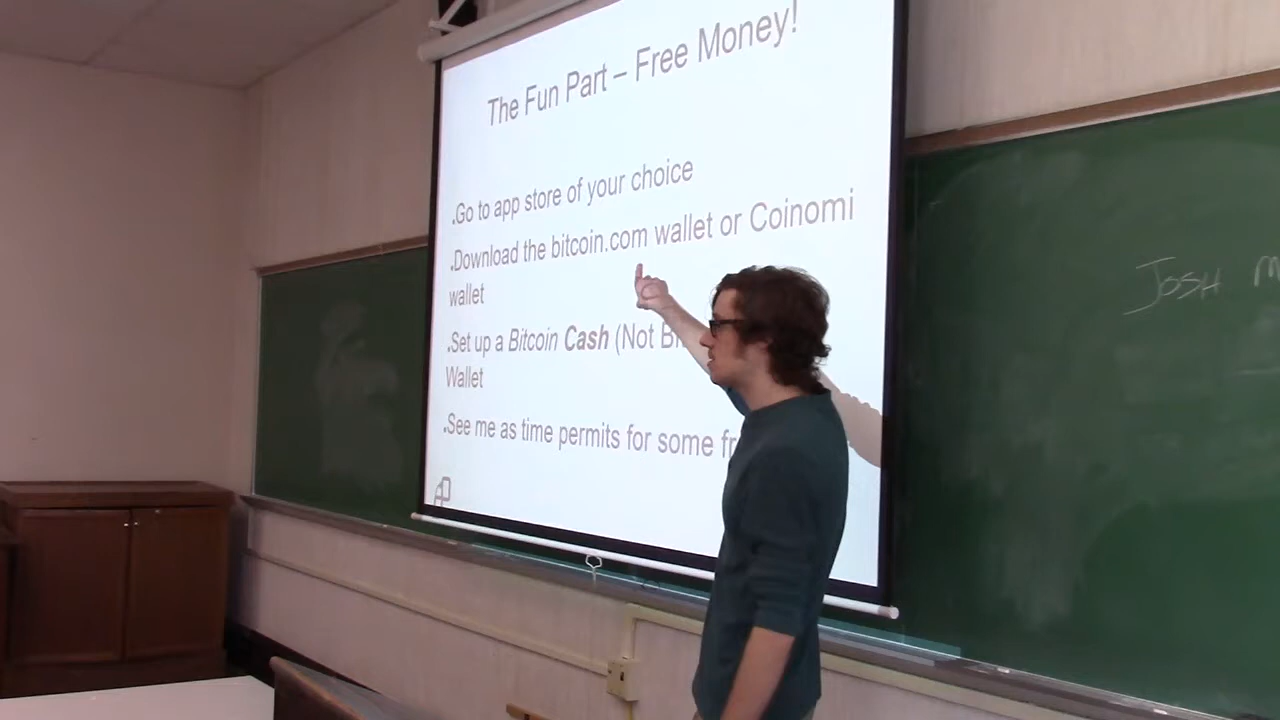 The Fun Part – Free Money!
.Go to app store of your choice
.Download the bitcoin.com wallet or Coinomi
wallet
.Set up a Bitcoin Cash (Not
Wallet
.See me as time permits for some
JOSH